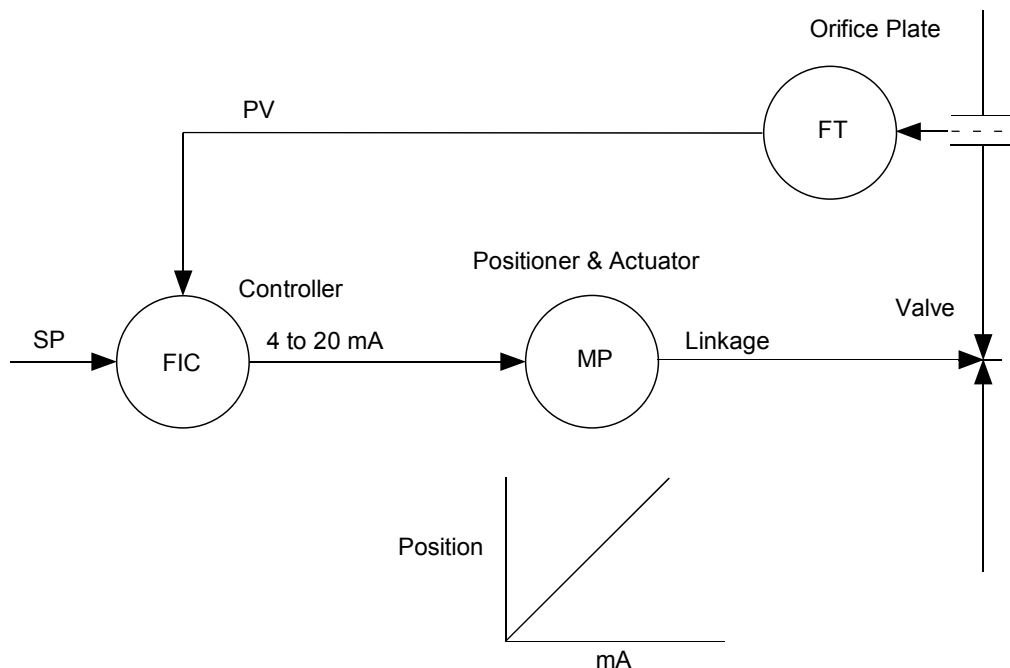 Orifice Plate
PV
FT
Positioner & Actuator
Controller
Valve
SP
4 to 20 mA
Linkage
FIC
MP
Position
mA